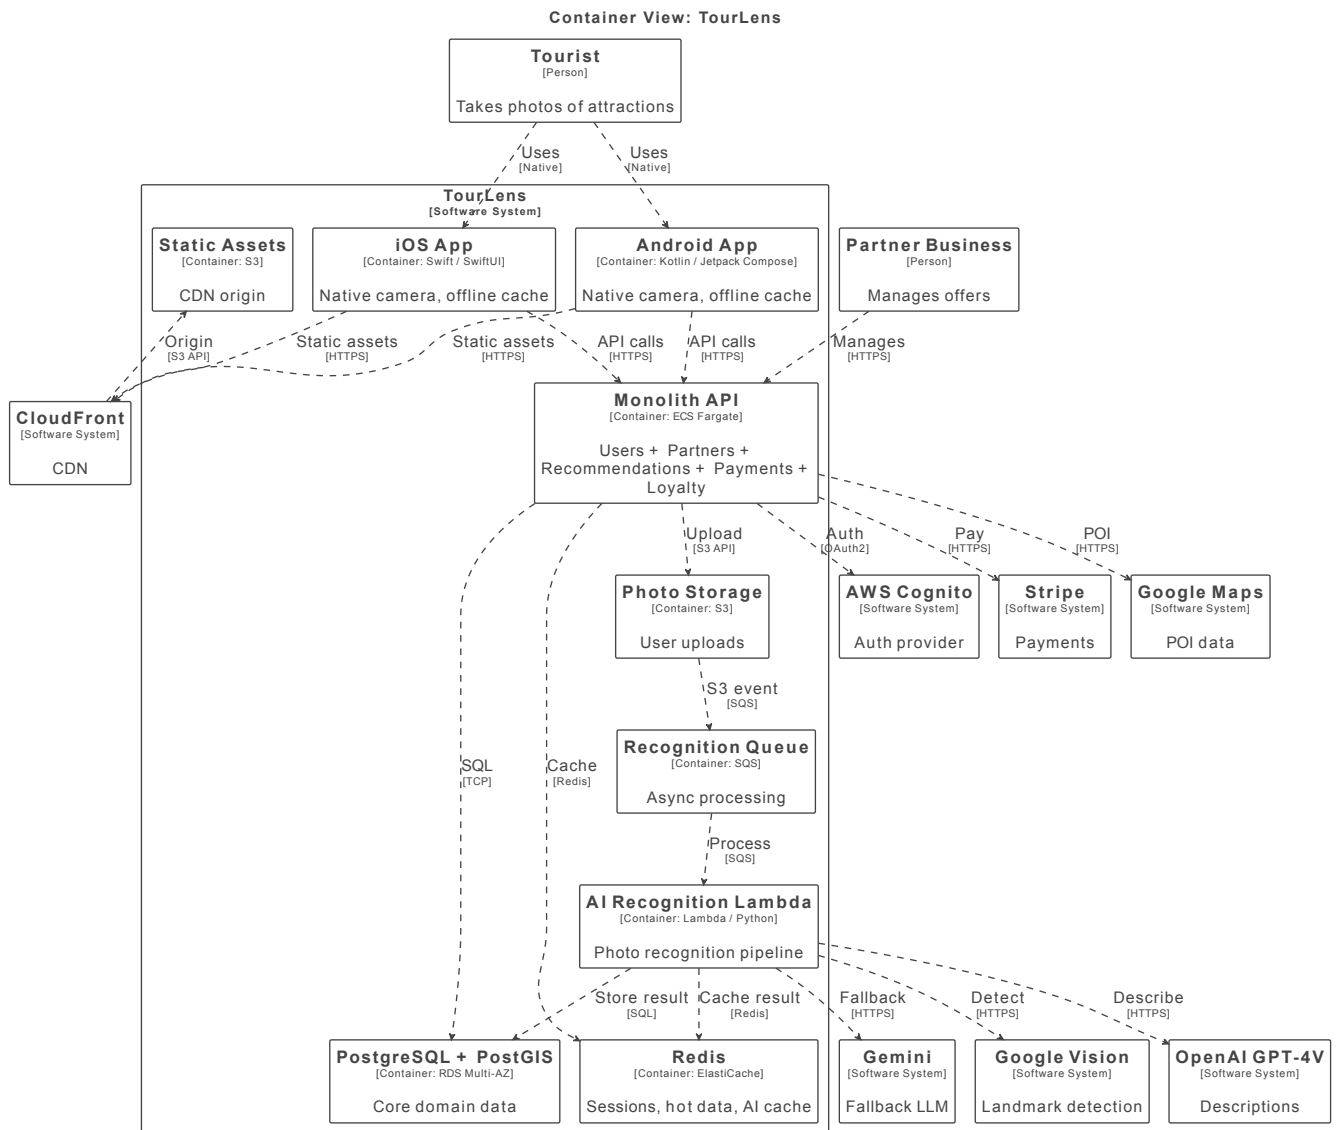 Container View: TourLens
Tourist
[Person]
Takes photos of attractions
Uses
[Native]
Uses
[Native]
TourLens
[Software System]
Static Assets
[Container: S3]
CDN origin
iOS App
[Container: Swift / SwiftUI]
Native camera, offline cache
Android App
[Container: Kotlin / Jetpack Compose]
Native camera, offline cache
Partner Business
[Person]
Manages offers
Origin
[S3 API]
Static assets
[HTTPS]
Static assets
[HTTPS]
API calls
[HTTPS]
API calls
[HTTPS]
Manages
[HTTPS]
CloudFront
[Software System]
CDN
Monolith API
[Container: ECS Fargate]
Users + Partners +
Recommendations + Payments +
Loyalty
Upload
[S3 API]
Auth
[OAuth2]
Pay
[HTTPS]
POI
[HTTPS]
Photo Storage
[Container: S3]
User uploads
AWS Cognito
[Software System]
Auth provider
Stripe
[Software System]
Payments
Google Maps
[Software System]
POI data
S3 event
[SQS]
SQL
[TCP]
Cache
[Redis]
Recognition Queue
[Container: SQS]
Async processing
Process
[SQS]
AI Recognition Lambda
[Container: Lambda / Python]
Photo recognition pipeline
Store result
[SQL]
Cache result
[Redis]
Fallback
[HTTPS]
Detect
[HTTPS]
Describe
[HTTPS]
PostgreSQL + PostGIS
[Container: RDS Multi-AZ]
Core domain data
Redis
[Container: ElastiCache]
Sessions, hot data, AI cache
Gemini
[Software System]
Fallback LLM
Google Vision
[Software System]
Landmark detection
OpenAI GPT-4V
[Software System]
Descriptions